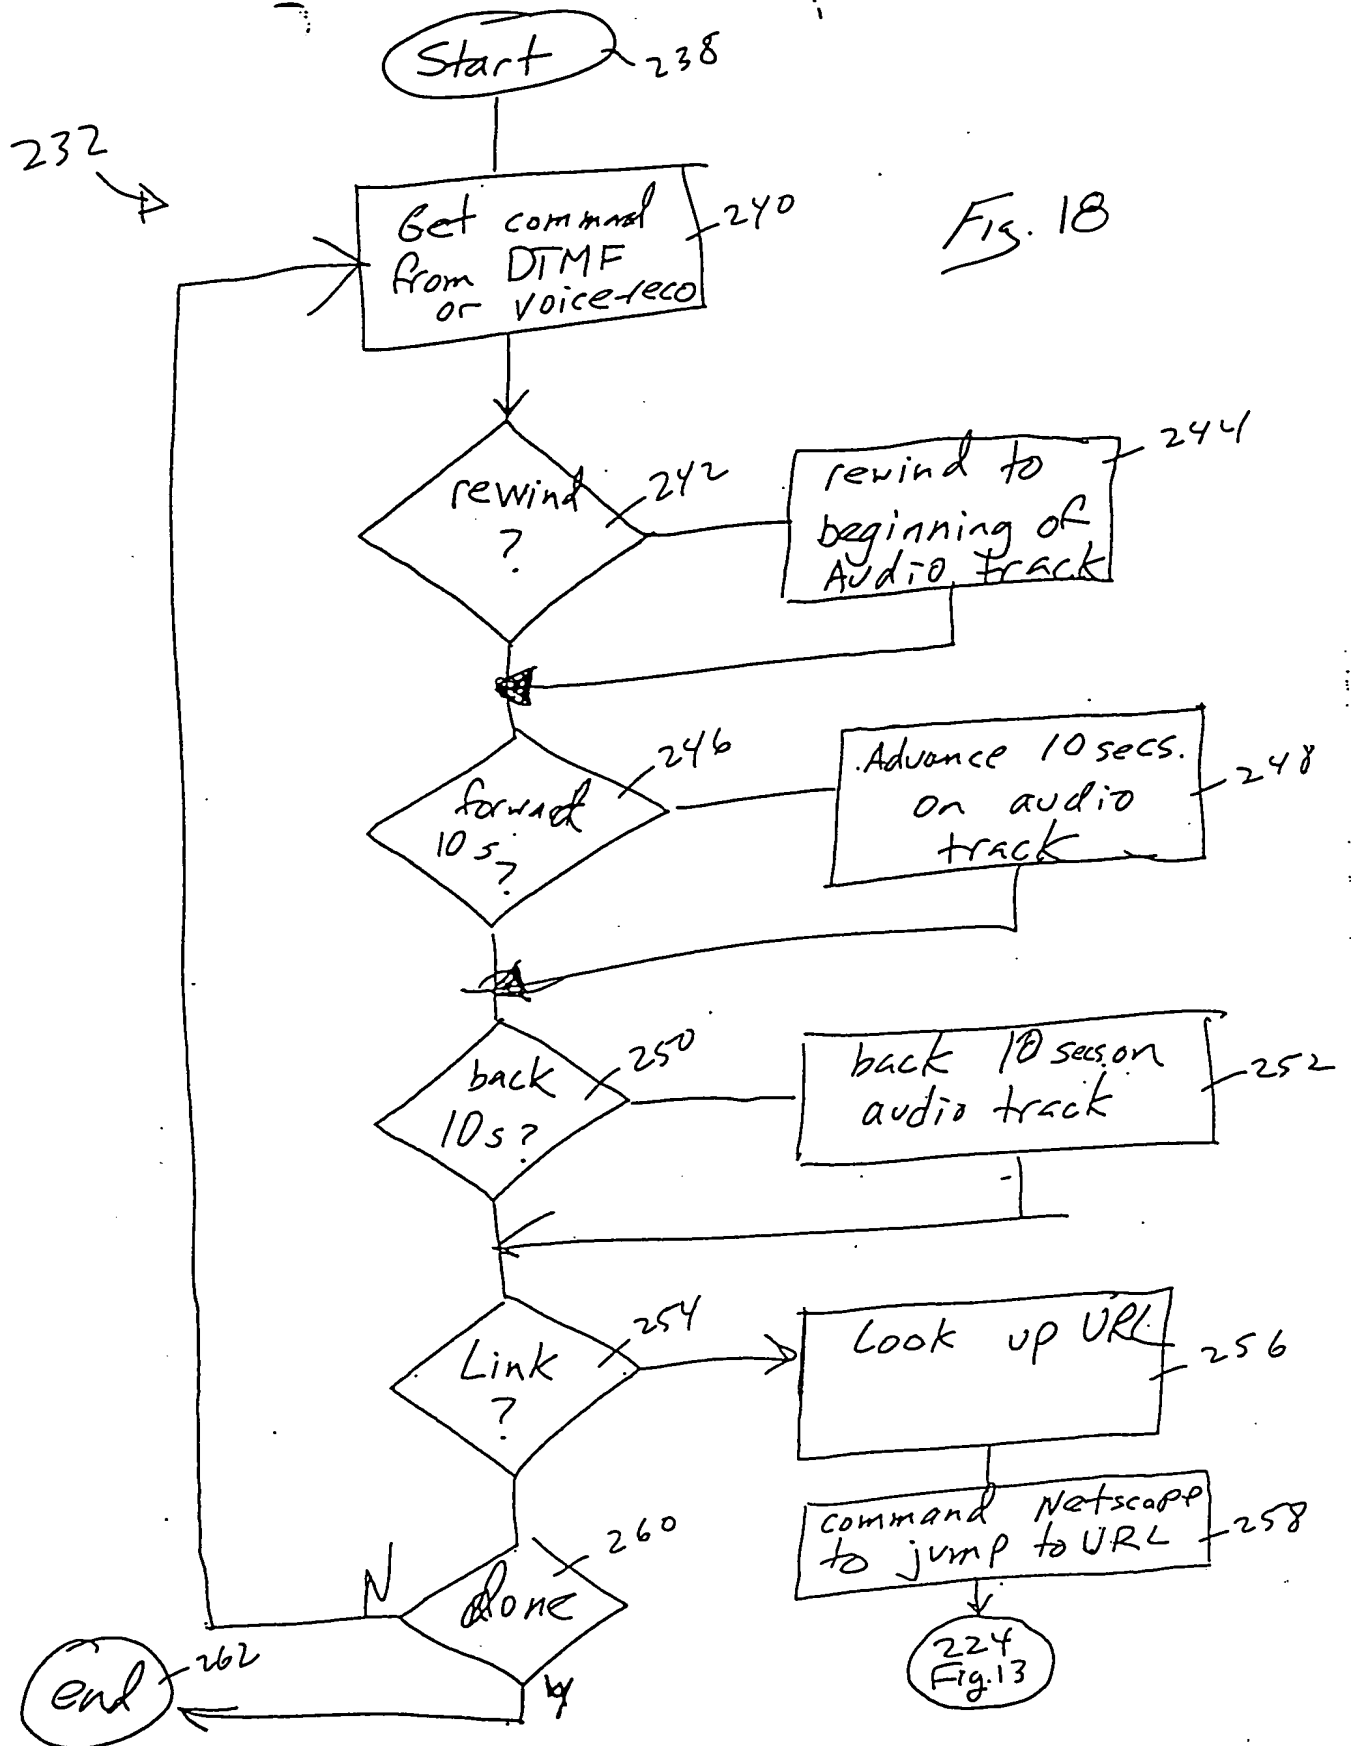 Start
238
232
Get command
from DTMF
or voice-reco
240
Fig. 18
rewind
?
242
rewind to
beginning of
Audio track
244
forward
10 s
?
246
Advance 10 secs.
on audio
track
248
back
10 s?
250
back 10 secs on
audio track
252
Link
?
254
Look up URL
256
command Netscape
to jump to URL
258
224
Fig. 13
done
260
N
Y
end
262